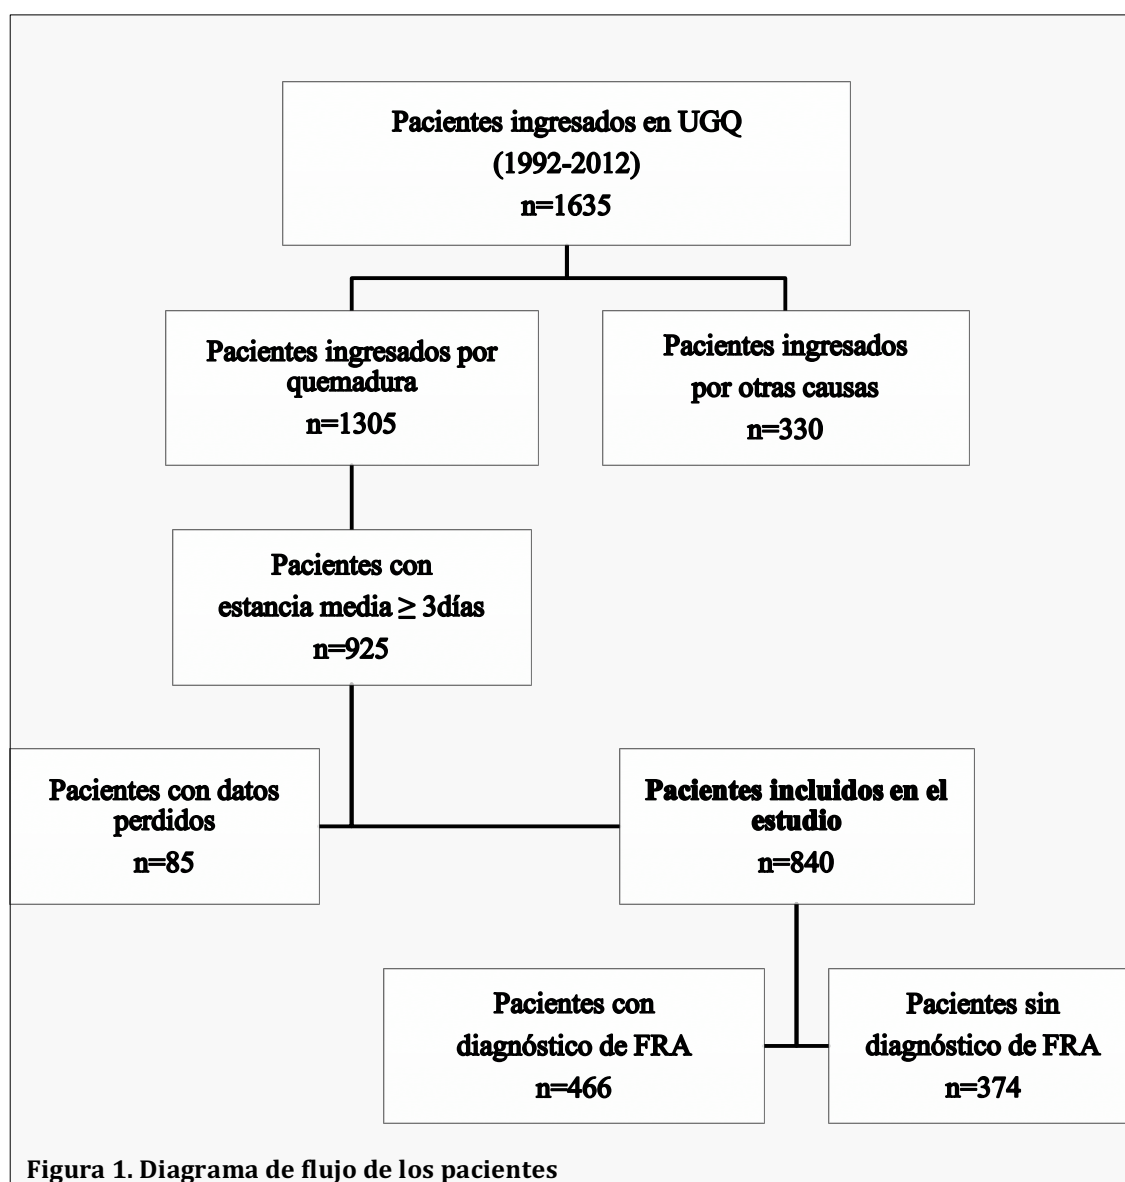 Pacientes ingresados en UGQ
(1992-2012)
n=1635
Pacientes ingresados por
quemadura
n=1305
Pacientes ingresados
por otras causas
n=330
Pacientes con
estancia media ≥ 3días
n=925
Pacientes con datos
perdidos
n=85
Pacientes incluidos en el
estudio
n=840
Pacientes con
diagnóstico de FRA
n=466
Pacientes sin
diagnóstico de FRA
n=374
Figura 1. Diagrama de flujo de los pacientes